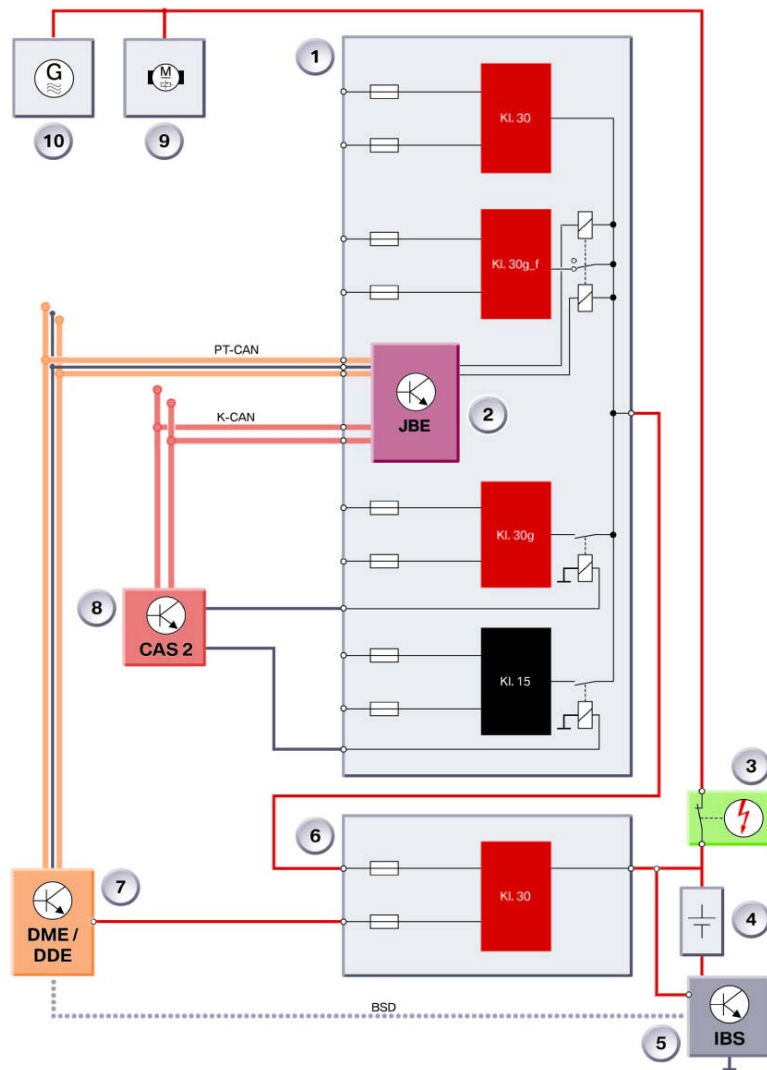 G
M
10
9
1
Kl. 30
Kl. 30g_f
PT-CAN
JBE
2
K-CAN
Kl. 30g
8
CAS 2
Kl. 15
3
6
Kl. 30
7
DME /
DDE
4
BSD
5
IBS